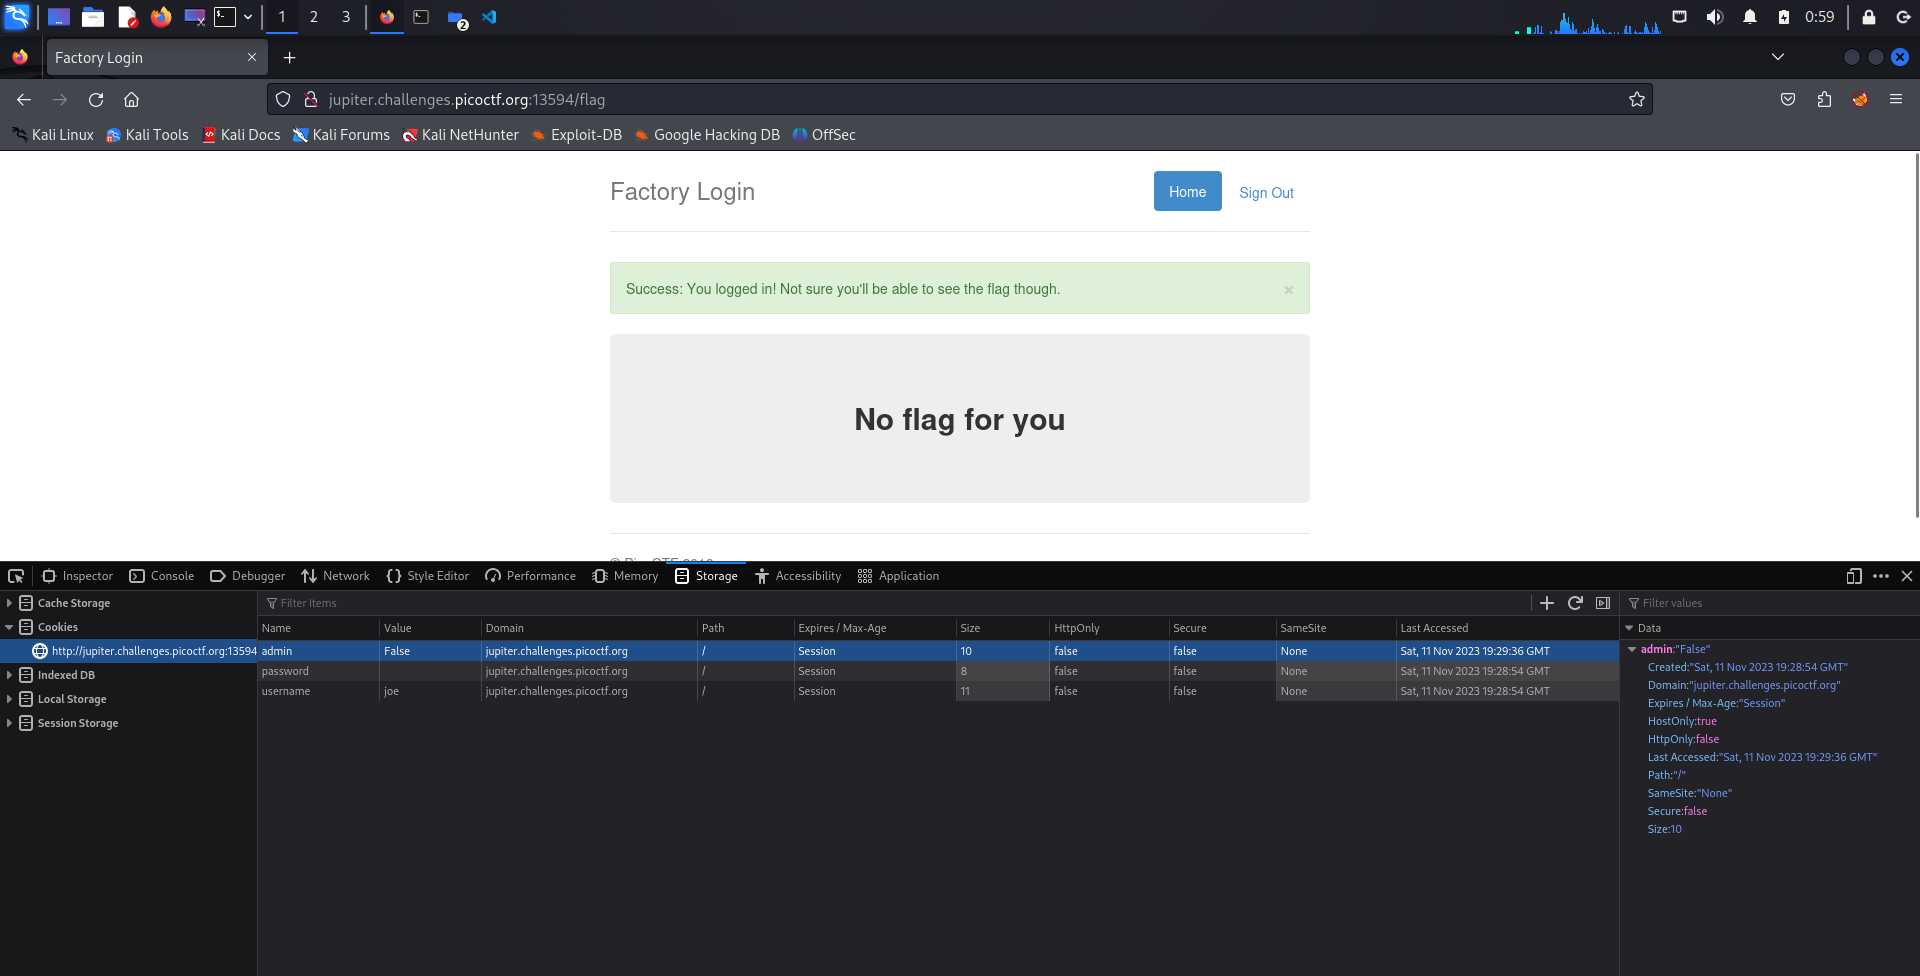 1 2 3 2 0:59
Factory Login
jupiter.challenges.picoctf.org:13594/flag
Kali Linux Kali Tools Kali Docs Kali Forums Kali NetHunter Exploit-DB Google Hacking DB OffSec
Factory Login Home Sign Out
Success: You logged in! Not sure you'll be able to see the flag though. ×
No flag for you
Inspector Console Debugger Network Style Editor Performance Memory Storage Accessibility Application
Cache Storage
Cookies
http://jupiter.challenges.picoctf.org:13594
Indexed DB
Local Storage
Session Storage
Filter Items
Name Value Domain Path Expires / Max-Age Size HttpOnly Secure SameSite Last Accessed
admin False jupiter.challenges.picoctf.org / Session 10 false false None Sat, 11 Nov 2023 19:29:36 GMT
password jupiter.challenges.picoctf.org / Session 8 false false None Sat, 11 Nov 2023 19:28:54 GMT
username joe jupiter.challenges.picoctf.org / Session 11 false false None Sat, 11 Nov 2023 19:28:54 GMT
Filter values
Data
admin:"False"
Created:"Sat, 11 Nov 2023 19:28:54 GMT"
Domain:"jupiter.challenges.picoctf.org"
Expires / Max-Age:"Session"
HostOnly:true
HttpOnly:false
Last Accessed:"Sat, 11 Nov 2023 19:29:36 GMT"
Path:"/"
SameSite:"None"
Secure:false
Size:10